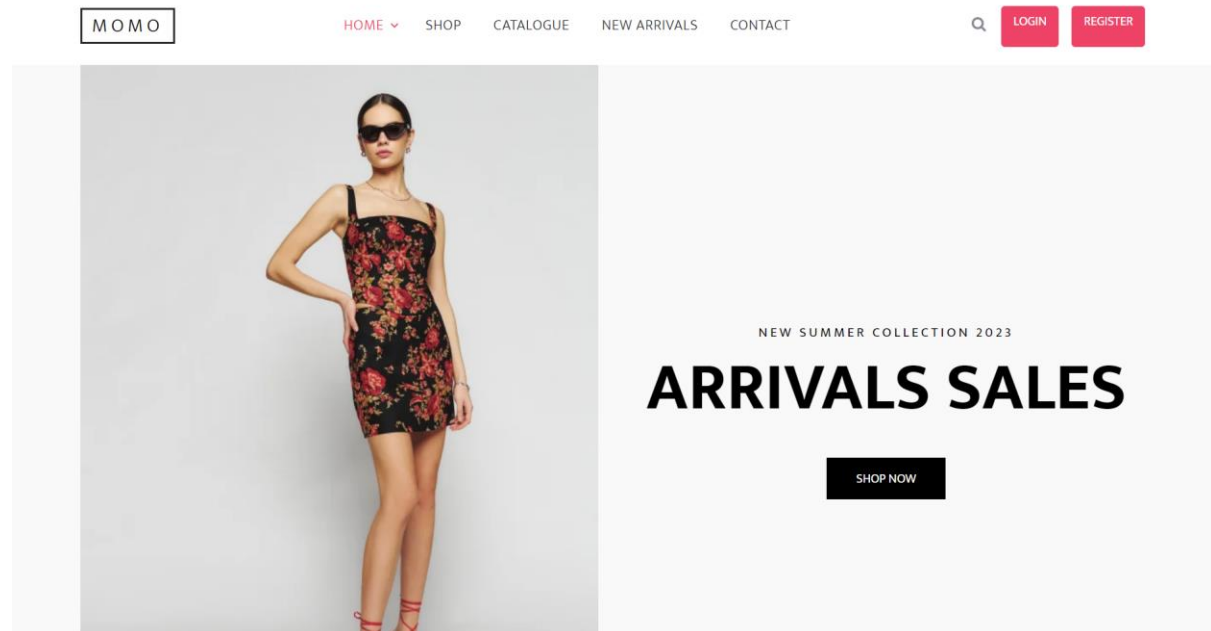 MOMO
HOME SHOP CATALOGUE NEW ARRIVALS CONTACT
LOGIN REGISTER
NEW SUMMER COLLECTION 2023
ARRIVALS SALES
SHOP NOW